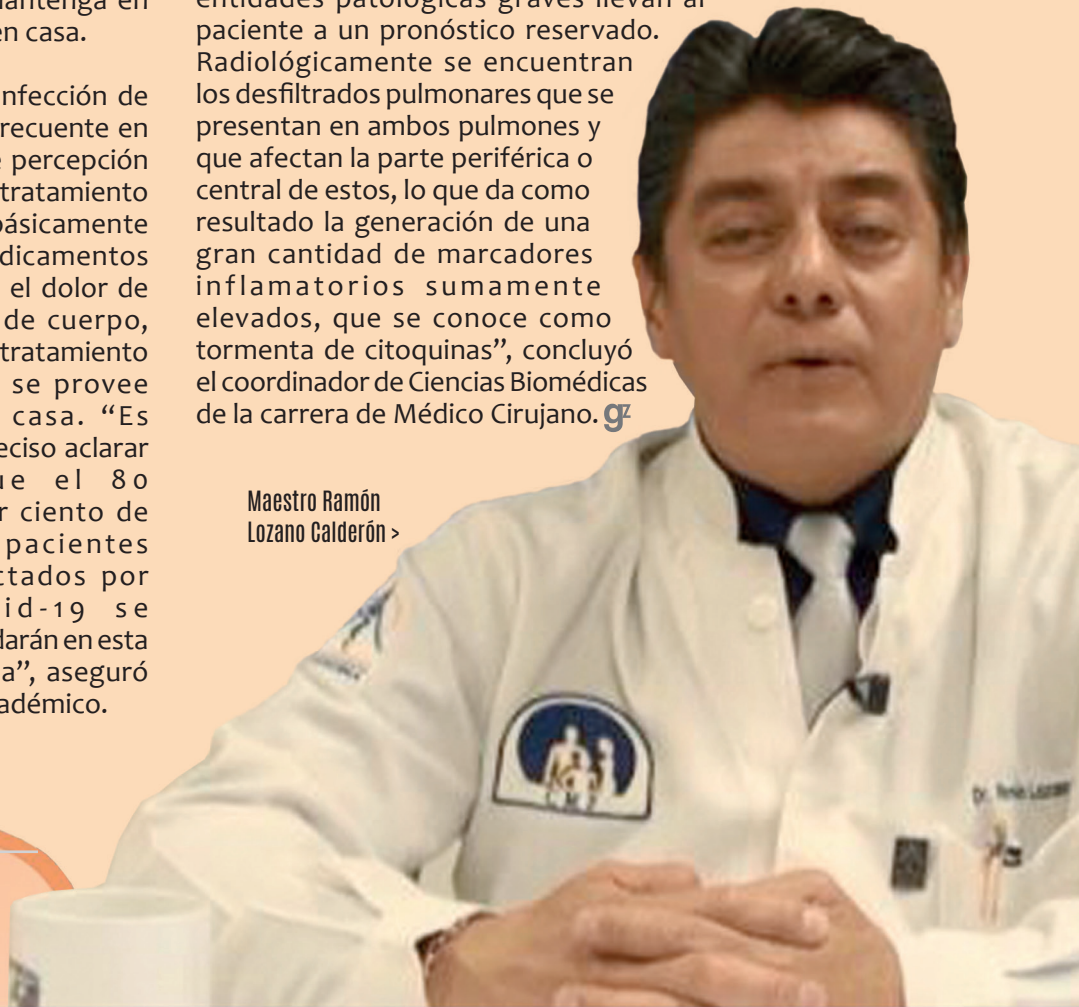 mantenga en
en casa.
nfección de
recuente en
percepción
tratamiento
básicamente
dicamentos
el dolor de
de cuerpo,
tratamiento
se provee
casa. “Es
eciso aclarar
ue el 80
r ciento de
pacientes
ctados por
id-19 se
darán en esta
a”, aseguró
adémico.
entidades patológicas graves llevan al
paciente a un pronóstico reservado.
Radiológicamente se encuentran
los desfiltrados pulmonares que se
presentan en ambos pulmones y
que afectan la parte periférica o
central de estos, lo que da como
resultado la generación de una
gran cantidad de marcadores
inflamatorios sumamente
elevados, que se conoce como
tormenta de citoquinas”, concluyó
el coordinador de Ciencias Biomédicas
de la carrera de Médico Cirujano. gz
Maestro Ramón
Lozano Calderón >
Dr.